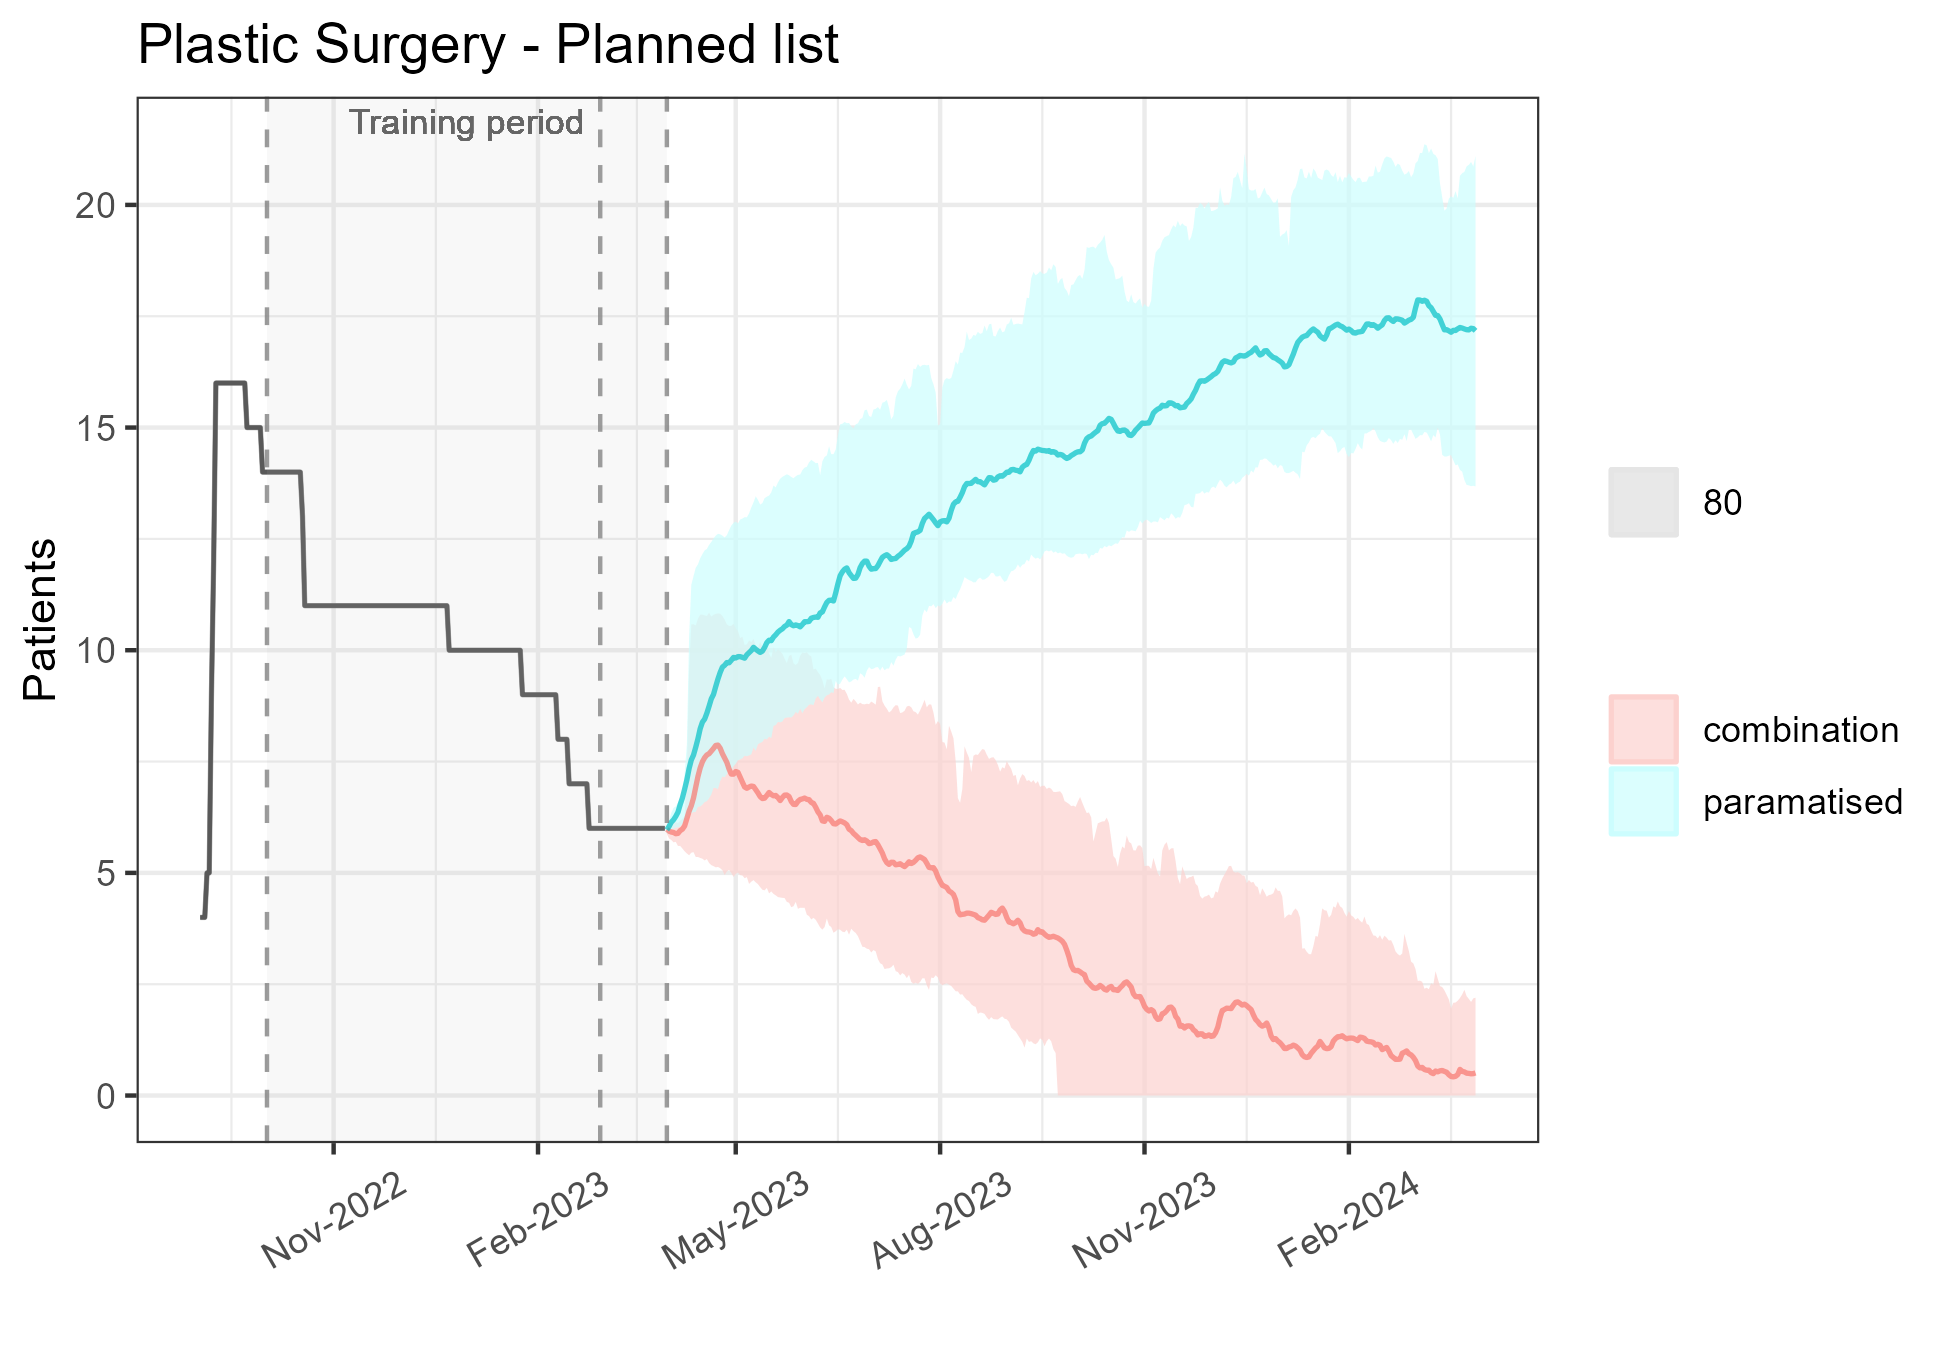 Plastic Surgery - Planned list
Training period
20
15
10
5
0
Patients
Nov-2022
Feb-2023
May-2023
Aug-2023
Nov-2023
Feb-2024
80
combination
paramatised